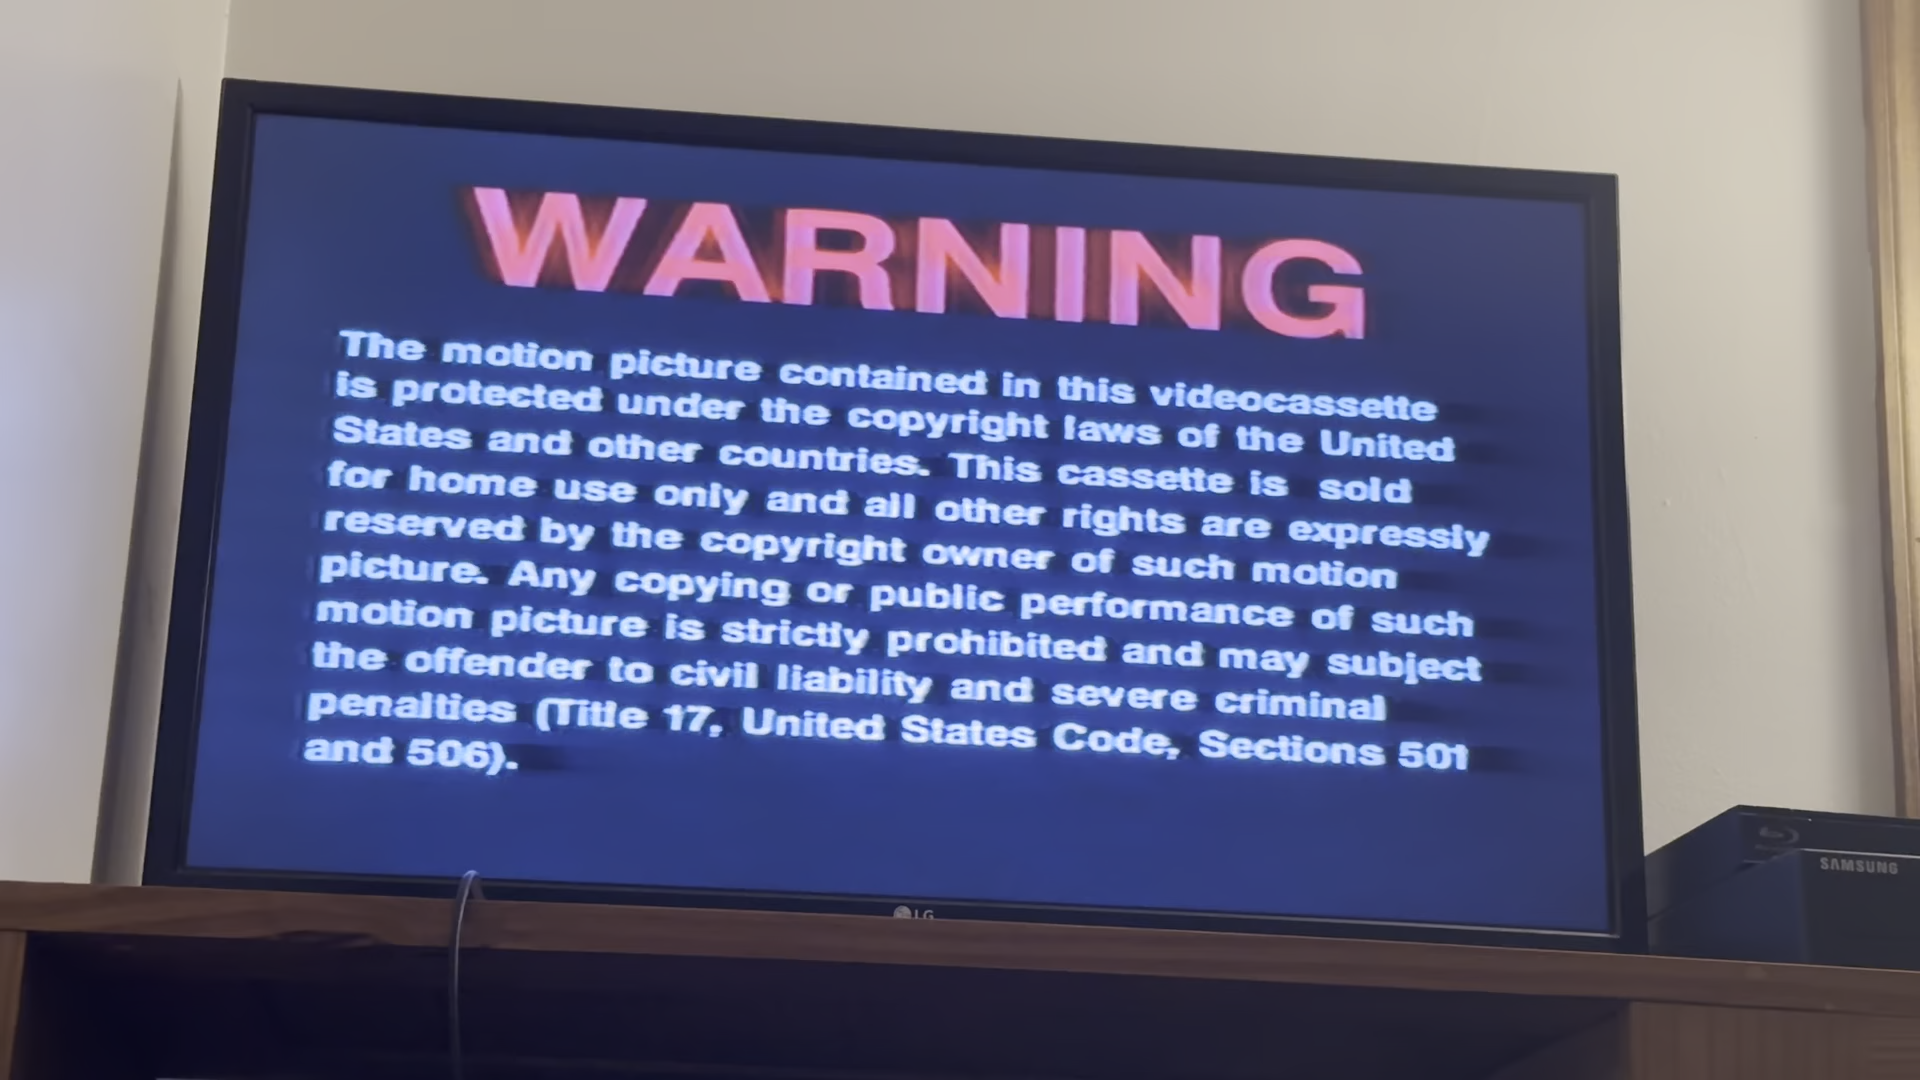 WARNING
The motion picture contained in this videocassette
is protected under the copyright laws of the United
States and other countries. This cassette is sold
for home use only and all other rights are expressly
reserved by the copyright owner of such motion
picture. Any copying or public performance of such
motion picture is strictly prohibited and may subject
the offender to civil liability and severe criminal
penalties (Title 17, United States Code, Sections 501
and 506).
LG
SAMSUNG